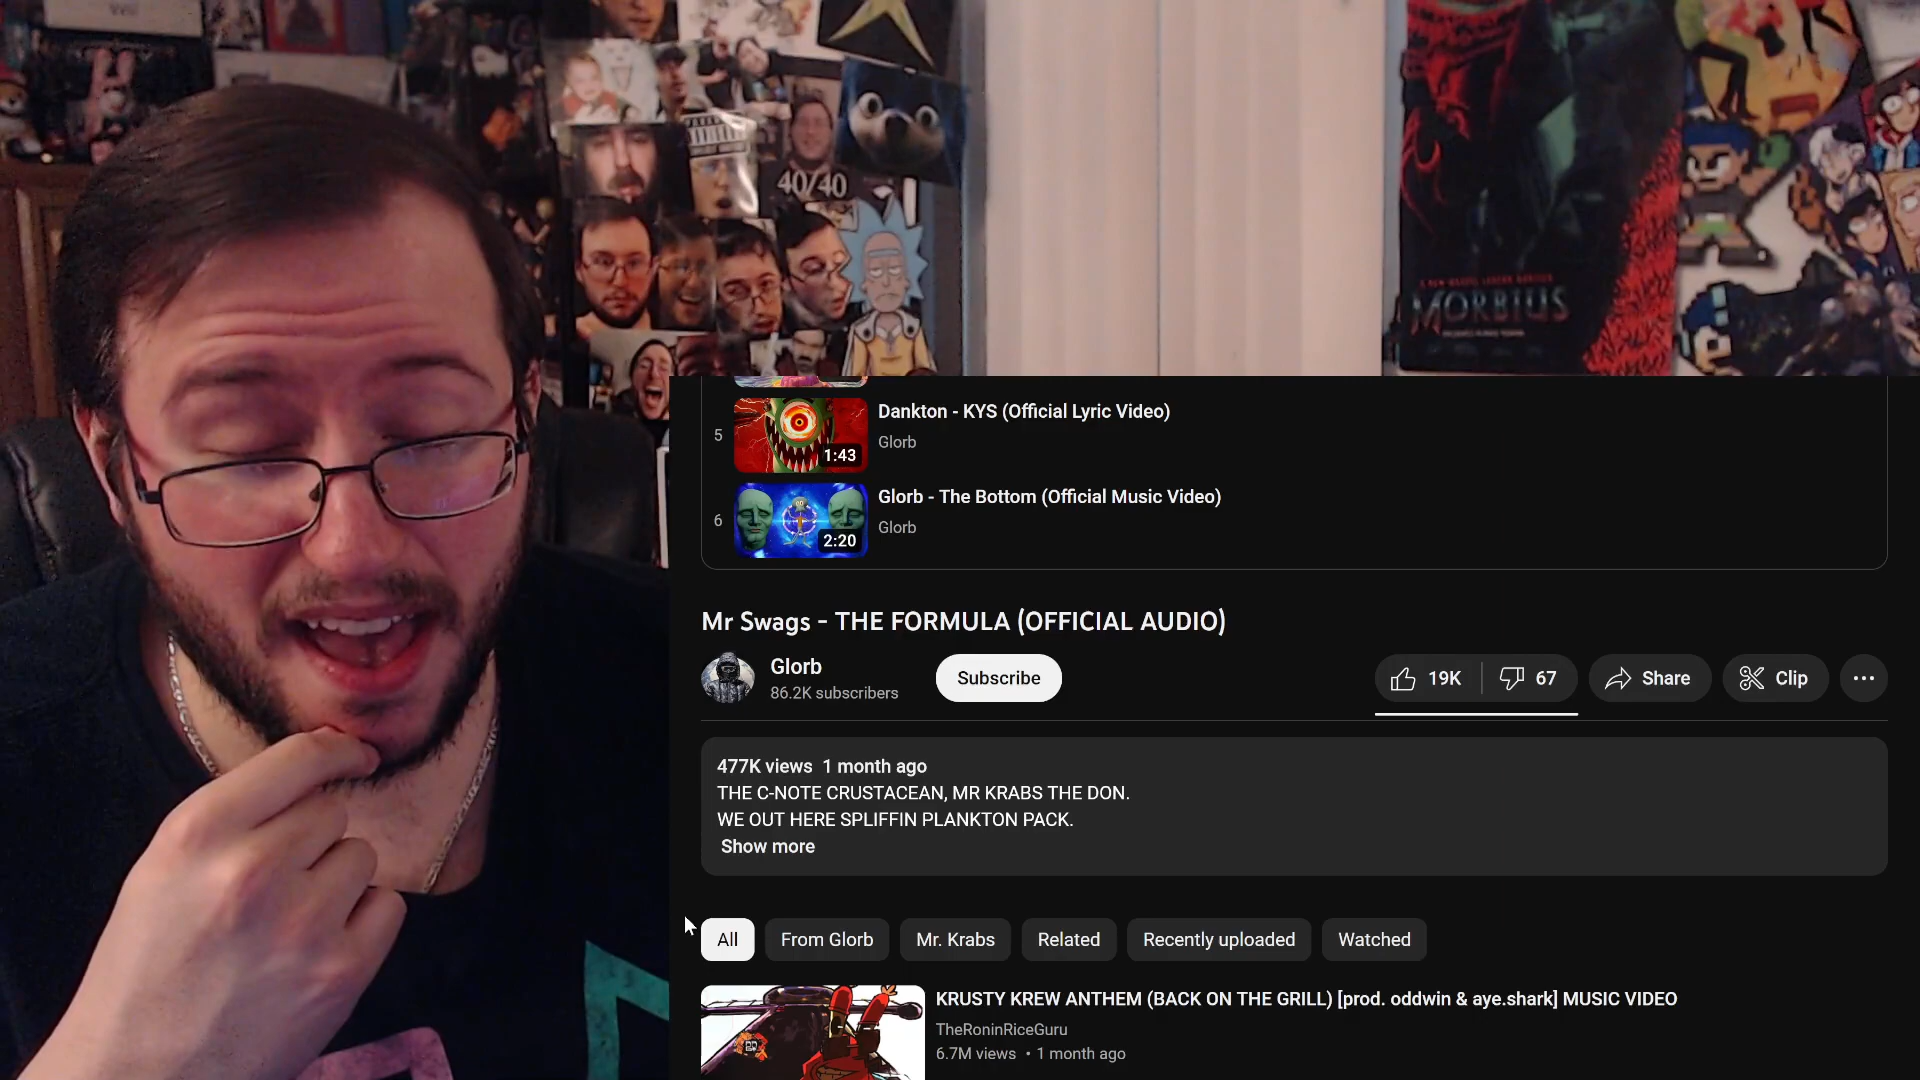 40/40
MORBIUS
5
1:43
Dankton - KYS (Official Lyric Video)
Glorb
6
2:20
Glorb - The Bottom (Official Music Video)
Glorb
Mr Swags - THE FORMULA (OFFICIAL AUDIO)
Glorb
86.2K subscribers
Subscribe
19K
67
Share
Clip
477K views 1 month ago
THE C-NOTE CRUSTACEAN, MR KRABS THE DON.
WE OUT HERE SPLIFFIN PLANKTON PACK.
Show more
All
From Glorb
Mr. Krabs
Related
Recently uploaded
Watched
KRUSTY KREW ANTHEM (BACK ON THE GRILL) [prod. oddwin & aye.shark] MUSIC VIDEO
TheRoninRiceGuru
6.7M views • 1 month ago